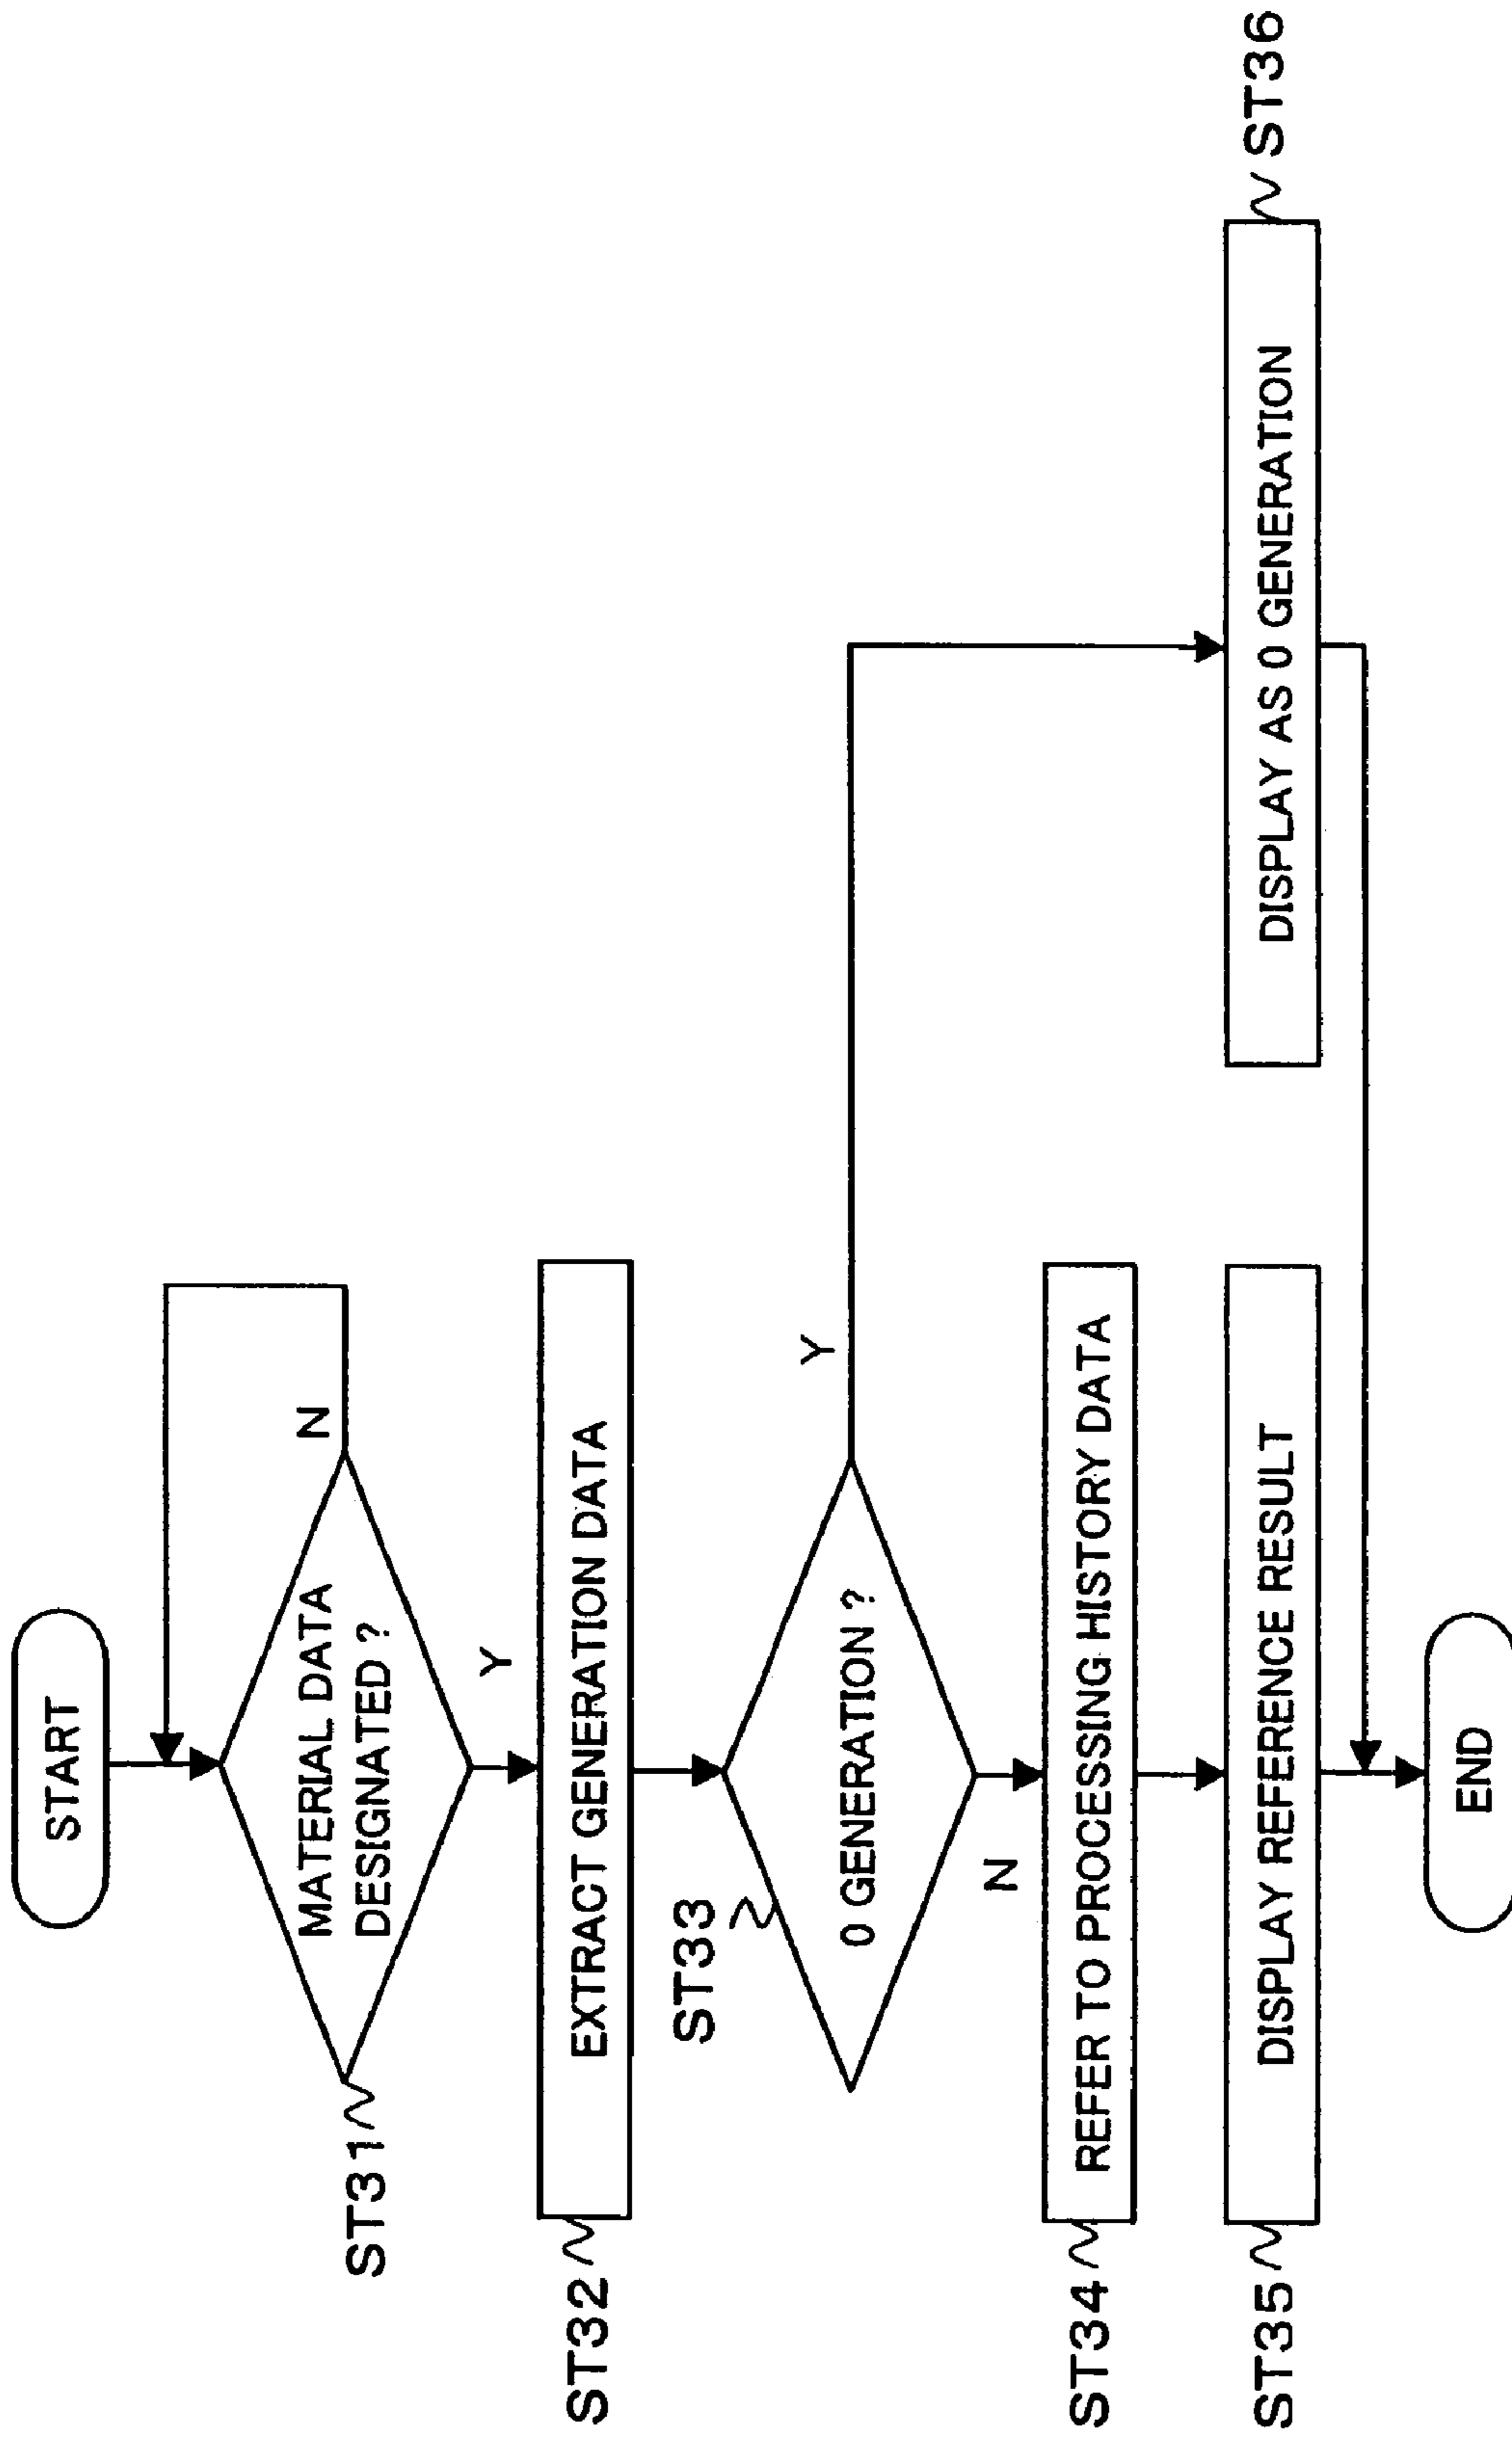 START
ST31
MATERIAL DATA
DESIGNATED ?
N
Y
ST32
EXTRACT GENERATION DATA
ST33
0 GENERATION ?
Y
N
ST34
REFER TO PROCESSING HISTORY DATA
ST35
DISPLAY REFERENCE RESULT
DISPLAY AS 0 GENERATION
ST36
END